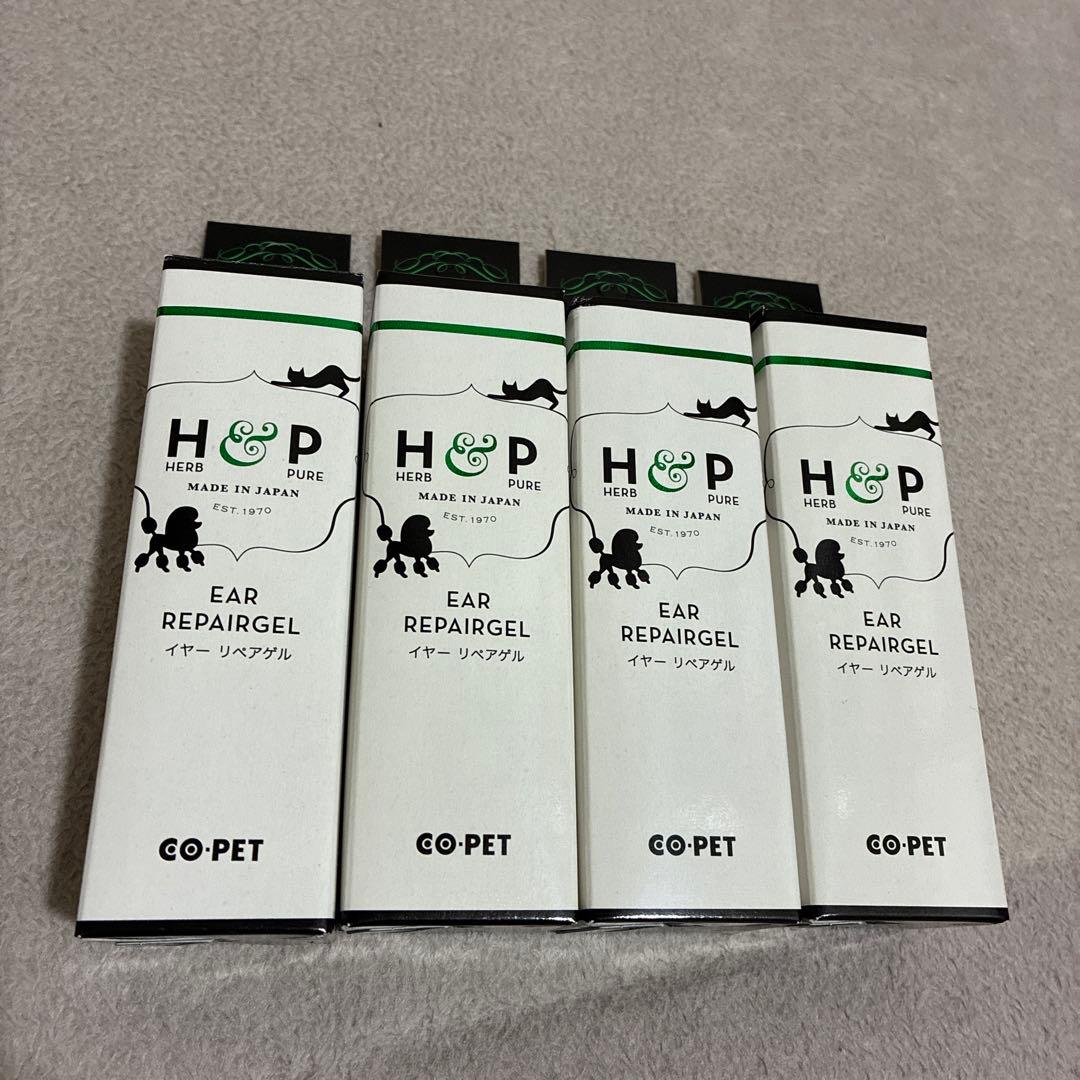 H & P
HERB PURE
MADE IN JAPAN
EST. 1970
EAR
REPAIRGEL
イヤー リペアゲル
CO·PET
H & P
HERB PURE
MADE IN JAPAN
EST. 1970
EAR
REPAIRGEL
イヤー リペアゲル
CO·PET
H & P
HERB PURE
MADE IN JAPAN
EST. 1970
EAR
REPAIRGEL
イヤー リペアゲル
CO·PET
H & P
HERB PURE
MADE IN JAPAN
EST. 1970
EAR
REPAIRGEL
イヤー リペアゲル
CO·PET